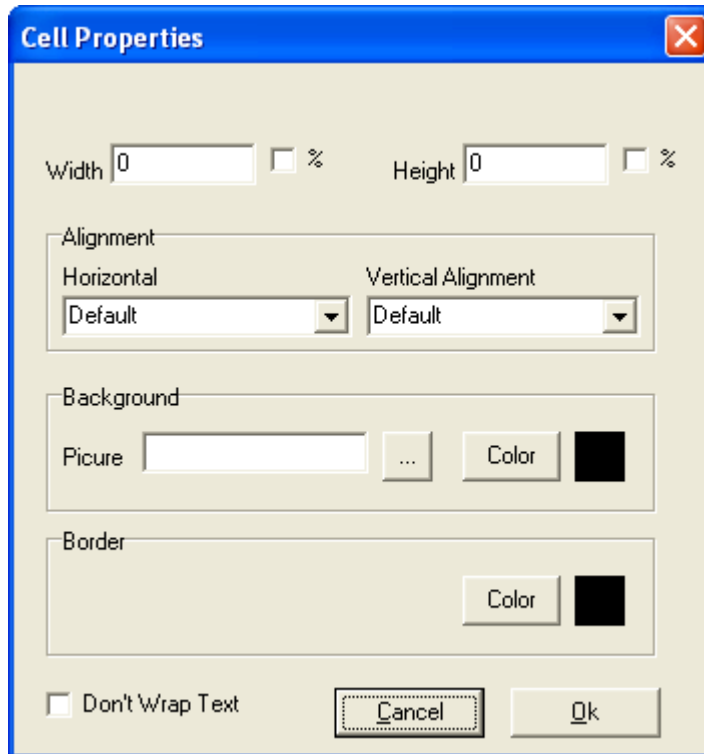 Cell Properties
Width 0 % Height 0 %
Alignment
Horizontal Vertical Alignment
Default Default
Background
Picure ... Color
Border
Color
Don't Wrap Text Cancel Ok